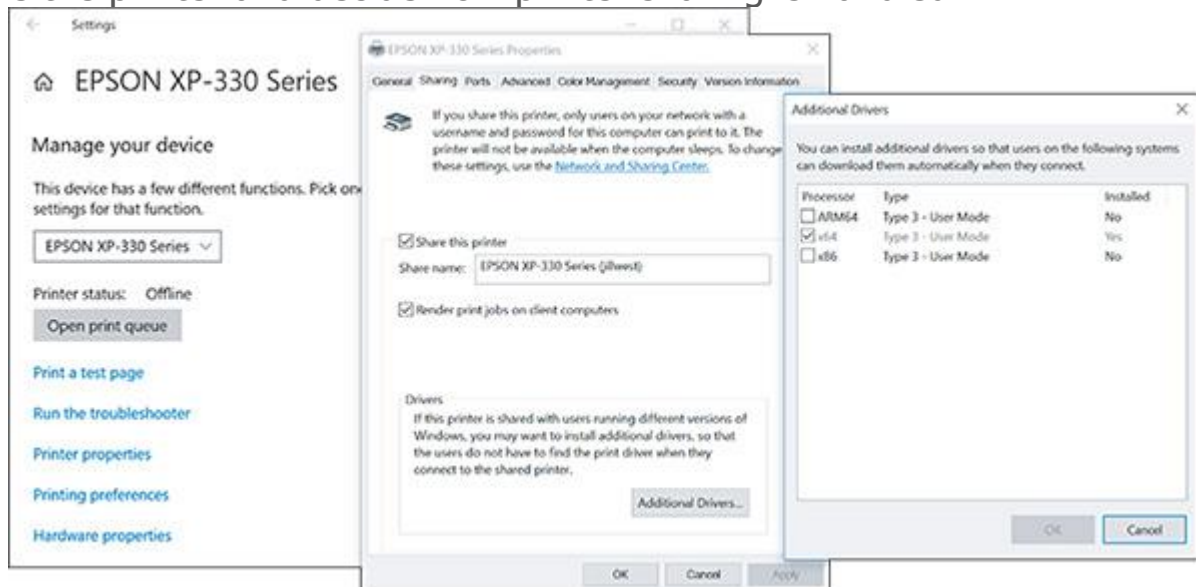 Settings
EPSON XP-330 Series
Manage your device
This device has a few different functions. Pick one
settings for that function.
EPSON XP-330 Series
Printer status: Offline
Open print queue
Print a test page
Run the troubleshooter
Printer properties
Printing preferences
Hardware properties
EPSON XP-330 Series Properties
General Sharing Ports Advanced Color Management Security Version Information
If you share this printer, only users on your network with a
username and password for this computer can print to it. The
printer will not be available when the computer sleeps. To change
these settings, use the Network and Sharing Center.
Share this printer
Share name: EPSON XP-330 Series (jillwest)
Render print jobs on client computers
Drivers
If this printer is shared with users running different versions of
Windows, you may want to install additional drivers, so that
the users do not have to find the print driver when they
connect to the shared printer.
Additional Drivers...
OK Cancel Apply
Additional Drivers
You can install additional drivers so that users on the following systems
can download them automatically when they connect.
Processor Type Installed
ARM64 Type 3 - User Mode No
x64 Type 3 - User Mode Yes
x86 Type 3 - User Mode No
OK Cancel